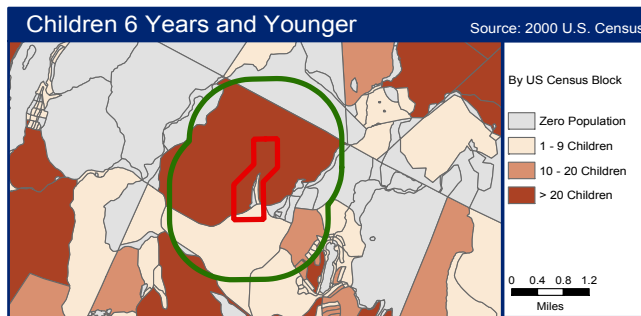 Children 6 Years and Younger
Source: 2000 U.S. Census
By US Census Block
Zero Population
1 - 9 Children
10 - 20 Children
> 20 Children
0 0.4 0.8 1.2
Miles